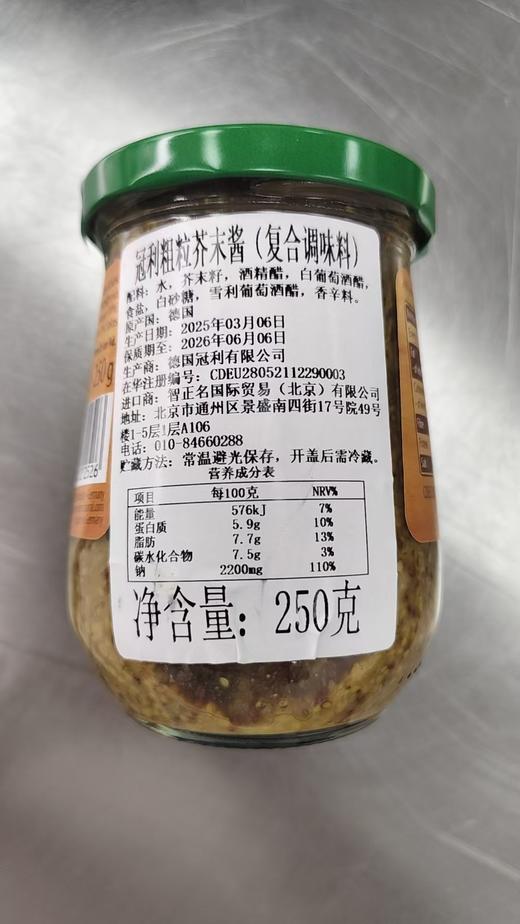 冠利粗粒芥末酱（复合调味料）
配料：水，芥末籽，酒精醋，白葡萄酒醋，
食盐，白砂糖，雪利葡萄酒醋，香辛料。
原产国：德国
生产日期：2025年03月06日
保质期至：2026年06月06日
生产商：德国冠利有限公司
在华注册编号：CDEU28052112290003
进口商：智正名国际贸易（北京）有限公司
地址：北京市通州区景盛南四街17号院49号
楼1-5层1层A106
电话：010-84660288
贮藏方法：常温避光保存，开盖后需冷藏。
营养成分表
项目 每100克 NRV%
能量 576kJ 7%
蛋白质 5.9g 10%
脂肪 7.7g 13%
碳水化合物 7.5g 3%
钠 2200mg 110%
净含量：250克